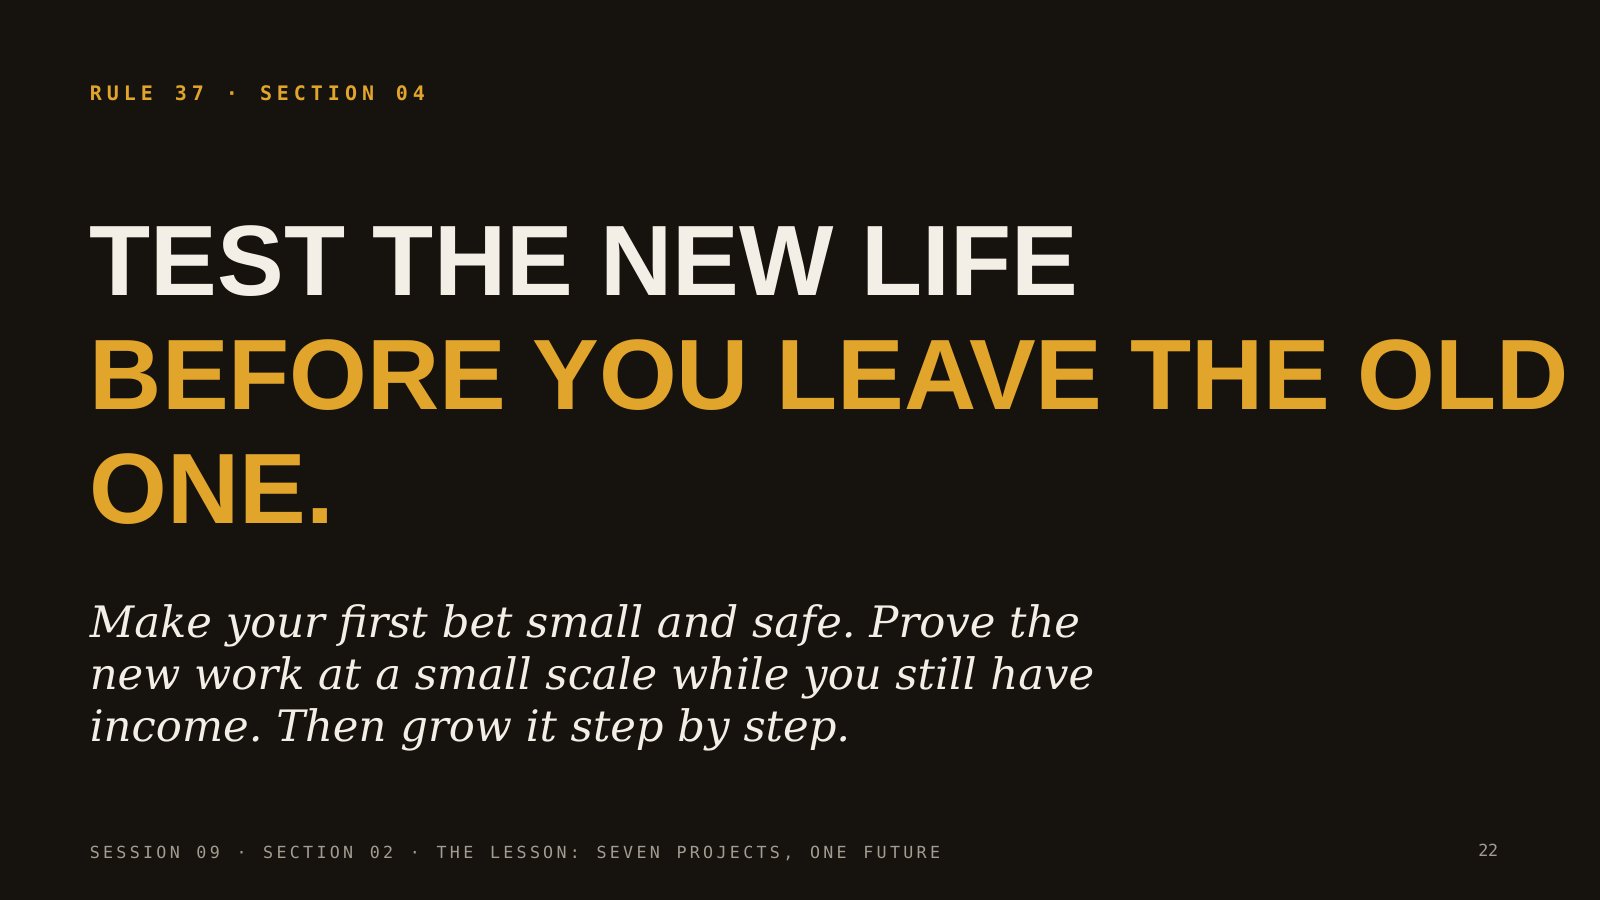 RULE 37 · SECTION 04
TEST THE NEW LIFE
BEFORE YOU LEAVE THE OLD
ONE.
Make your first bet small and safe. Prove the
new work at a small scale while you still have
income. Then grow it step by step.
SESSION 09 · SECTION 02 · THE LESSON: SEVEN PROJECTS, ONE FUTURE
22